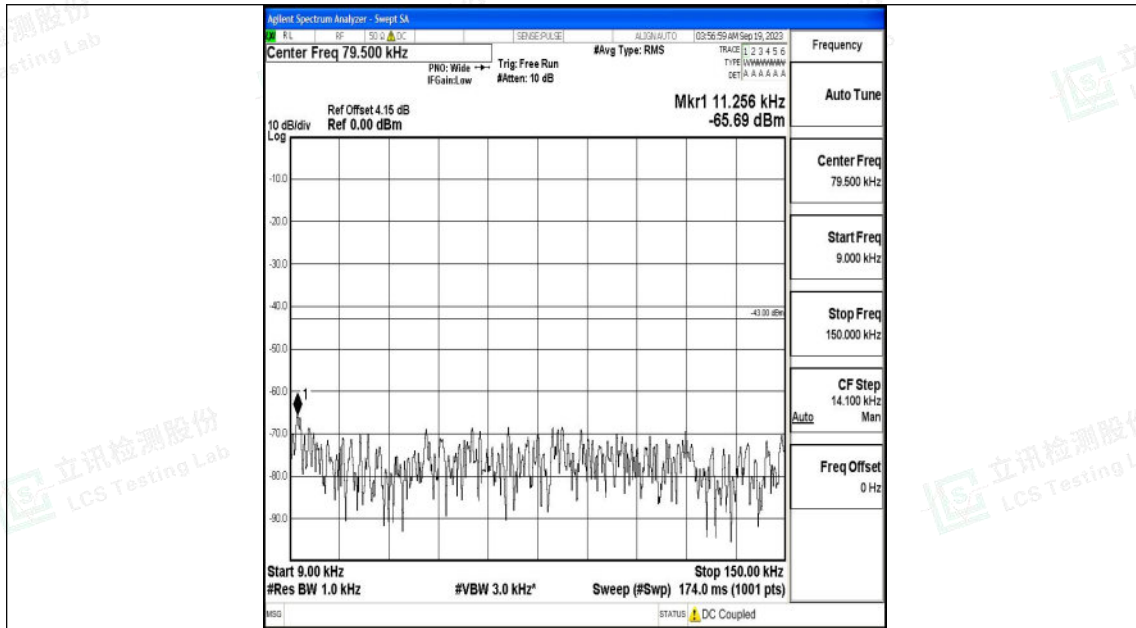 Agilent Spectrum Analyzer - Swept SA
RL RF 50 Ω DC SENSE:PULSE ALIGN AUTO 03:56:59 AM Sep 19, 2023
Center Freq 79.500 kHz
PNO: Wide
IFGain:Low
Trig: Free Run
#Atten: 10 dB
#Avg Type: RMS
TRACE 1 2 3 4 5 6
TYPE
DET A A A A A A
Frequency
Mkr1 11.256 kHz
-65.69 dBm
Ref Offset 4.15 dB
Ref 0.00 dBm
10 dB/div
Log
-10.0
-20.0
-30.0
-40.0
-43.00 dBm
-50.0
-60.0
1
-70.0
-80.0
-90.0
Start 9.00 kHz
Stop 150.00 kHz
#Res BW 1.0 kHz
#VBW 3.0 kHz*
Sweep (#Swp) 174.0 ms (1001 pts)
MSG
STATUS DC Coupled
Auto Tune
Center Freq
79.500 kHz
Start Freq
9.000 kHz
Stop Freq
150.000 kHz
CF Step
14.100 kHz
Auto Man
Freq Offset
0 Hz
立讯检测股份
LCS Testing Lab
立讯检测股份
LCS Testing L